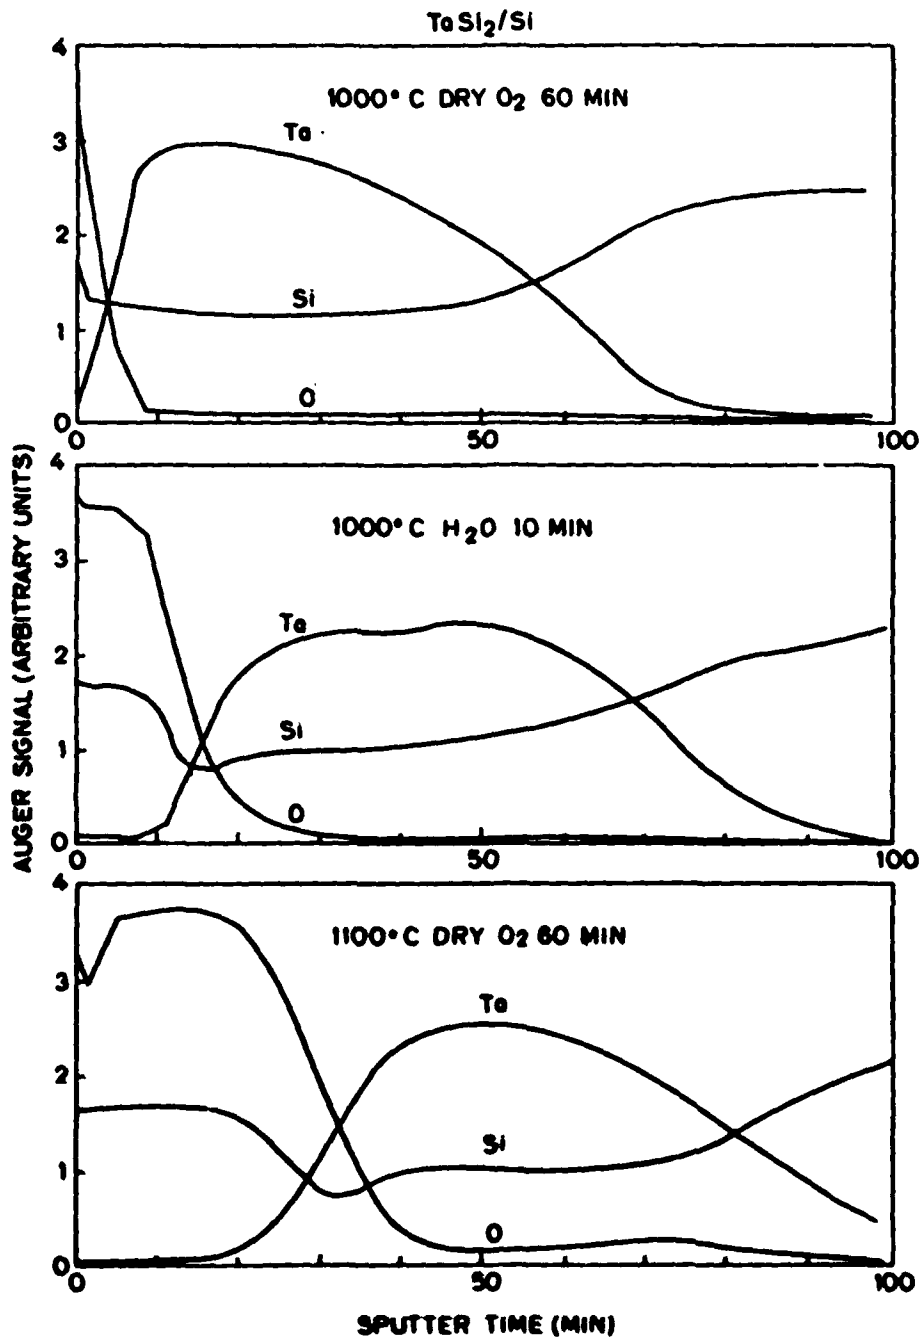 TaSi2/Si
4
1000° C DRY O2 60 MIN
Ta
3
2
Si
1
O
0
0 50 100
4
1000° C H2O 10 MIN
3
Ta
2
Si
1
O
0
0 50 100
4
1100° C DRY O2 60 MIN
3
Ta
2
Si
1
O
0
0 50 100
AUGER SIGNAL (ARBITRARY UNITS)
SPUTTER TIME (MIN)